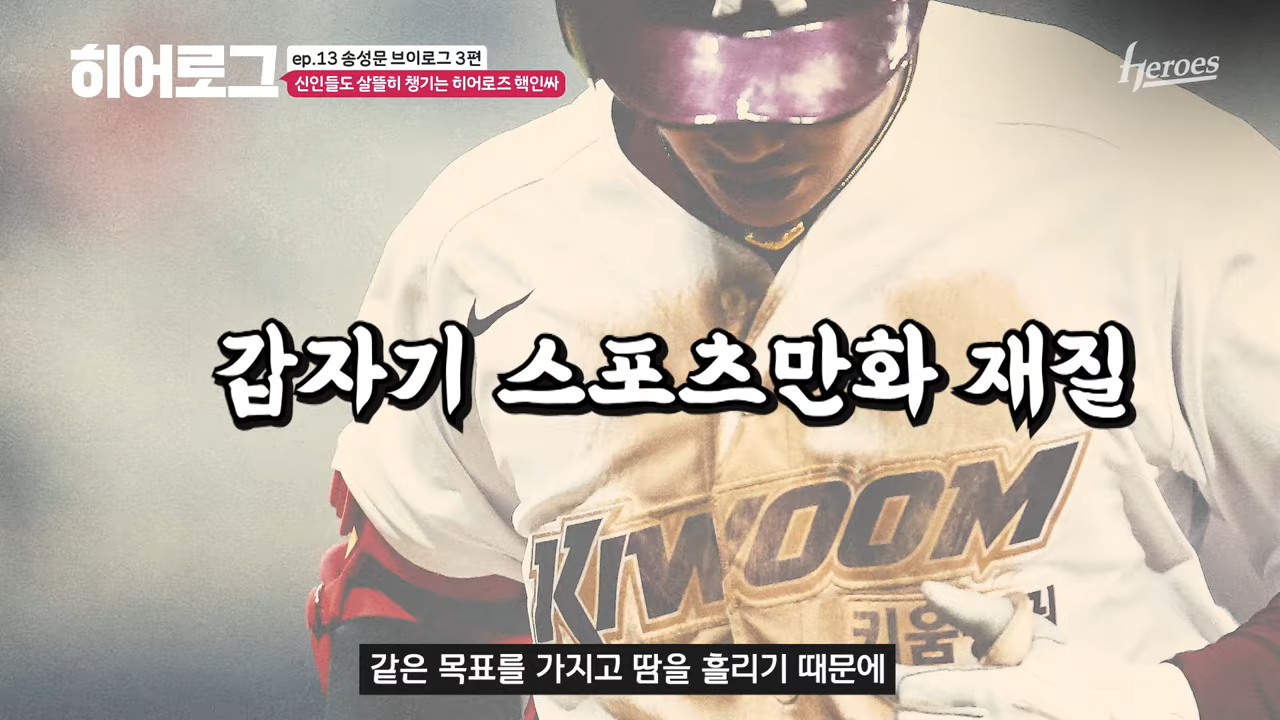 히어로그
ep.13 송성문 브이로그 3편
신인들도 살뜰히 챙기는 히어로즈 핵인싸
Heroes
갑자기 스포츠만화 재질
KIWOOM
키움
같은 목표를 가지고 땀을 흘리기 때문에